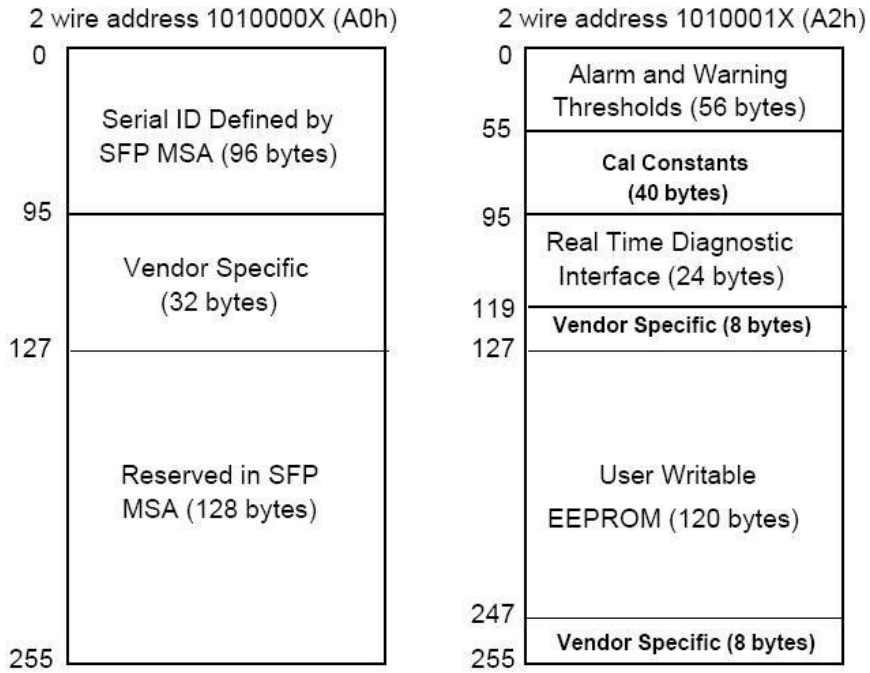 2 wire address 1010000X (A0h)
0
Serial ID Defined by
SFP MSA (96 bytes)
95
Vendor Specific
(32 bytes)
127
Reserved in SFP
MSA (128 bytes)
255
2 wire address 1010001X (A2h)
0
Alarm and Warning
Thresholds (56 bytes)
55
Cal Constants
(40 bytes)
95
Real Time Diagnostic
Interface (24 bytes)
119
Vendor Specific (8 bytes)
127
User Writable
EEPROM (120 bytes)
247
Vendor Specific (8 bytes)
255